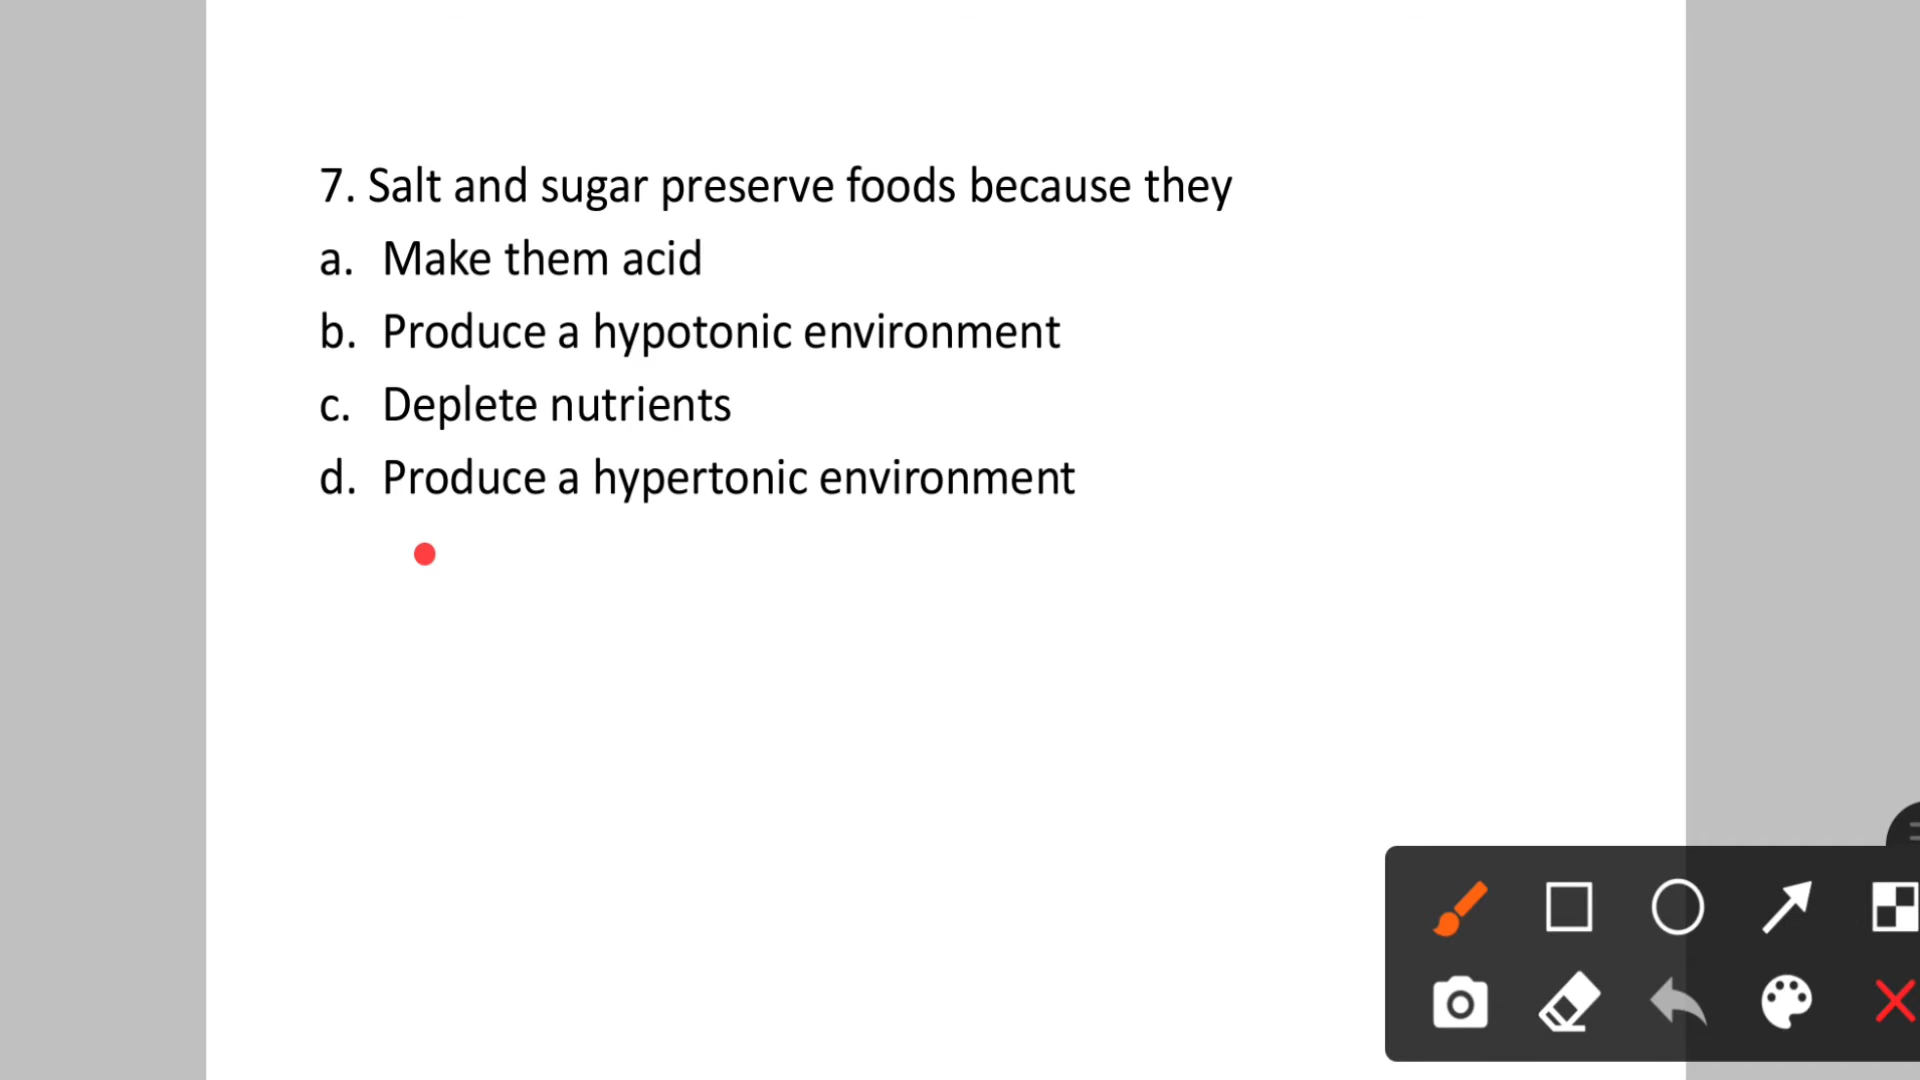 7. Salt and sugar preserve foods because they
a. Make them acid
b. Produce a hypotonic environment
c. Deplete nutrients
d. Produce a hypertonic environment